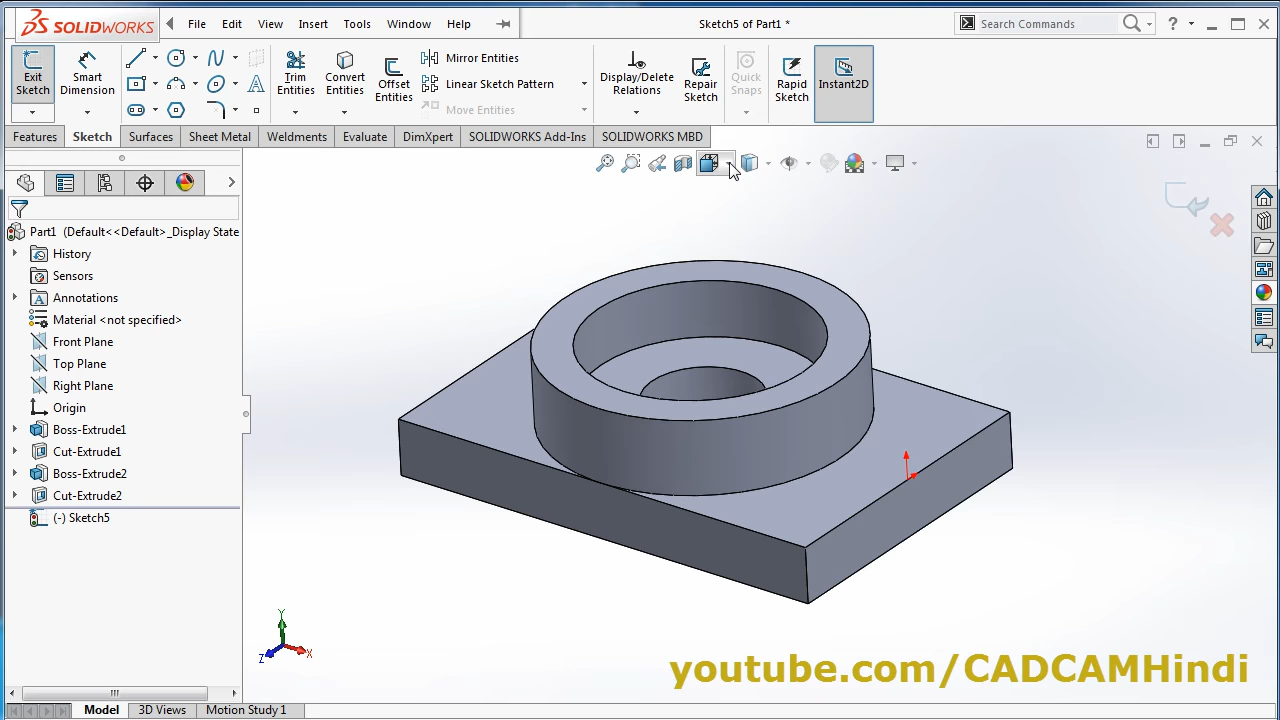 SOLIDWORKS
File Edit View Insert Tools Window Help
Sketch5 of Part1 *
Search Commands
?
Exit Sketch
Smart Dimension
Trim Entities
Convert Entities
Offset Entities
Mirror Entities
Linear Sketch Pattern
Move Entities
Display/Delete Relations
Repair Sketch
Quick Snaps
Rapid Sketch
Instant2D
Features Sketch Surfaces Sheet Metal Weldments Evaluate DimXpert SOLIDWORKS Add-Ins SOLIDWORKS MBD
Part1 (Default<<Default>_Display State
History
Sensors
Annotations
Material <not specified>
Front Plane
Top Plane
Right Plane
Origin
Boss-Extrude1
Cut-Extrude1
Boss-Extrude2
Cut-Extrude2
(-) Sketch5
Y
Z
X
youtube.com/CADCAMHindi
Model 3D Views Motion Study 1